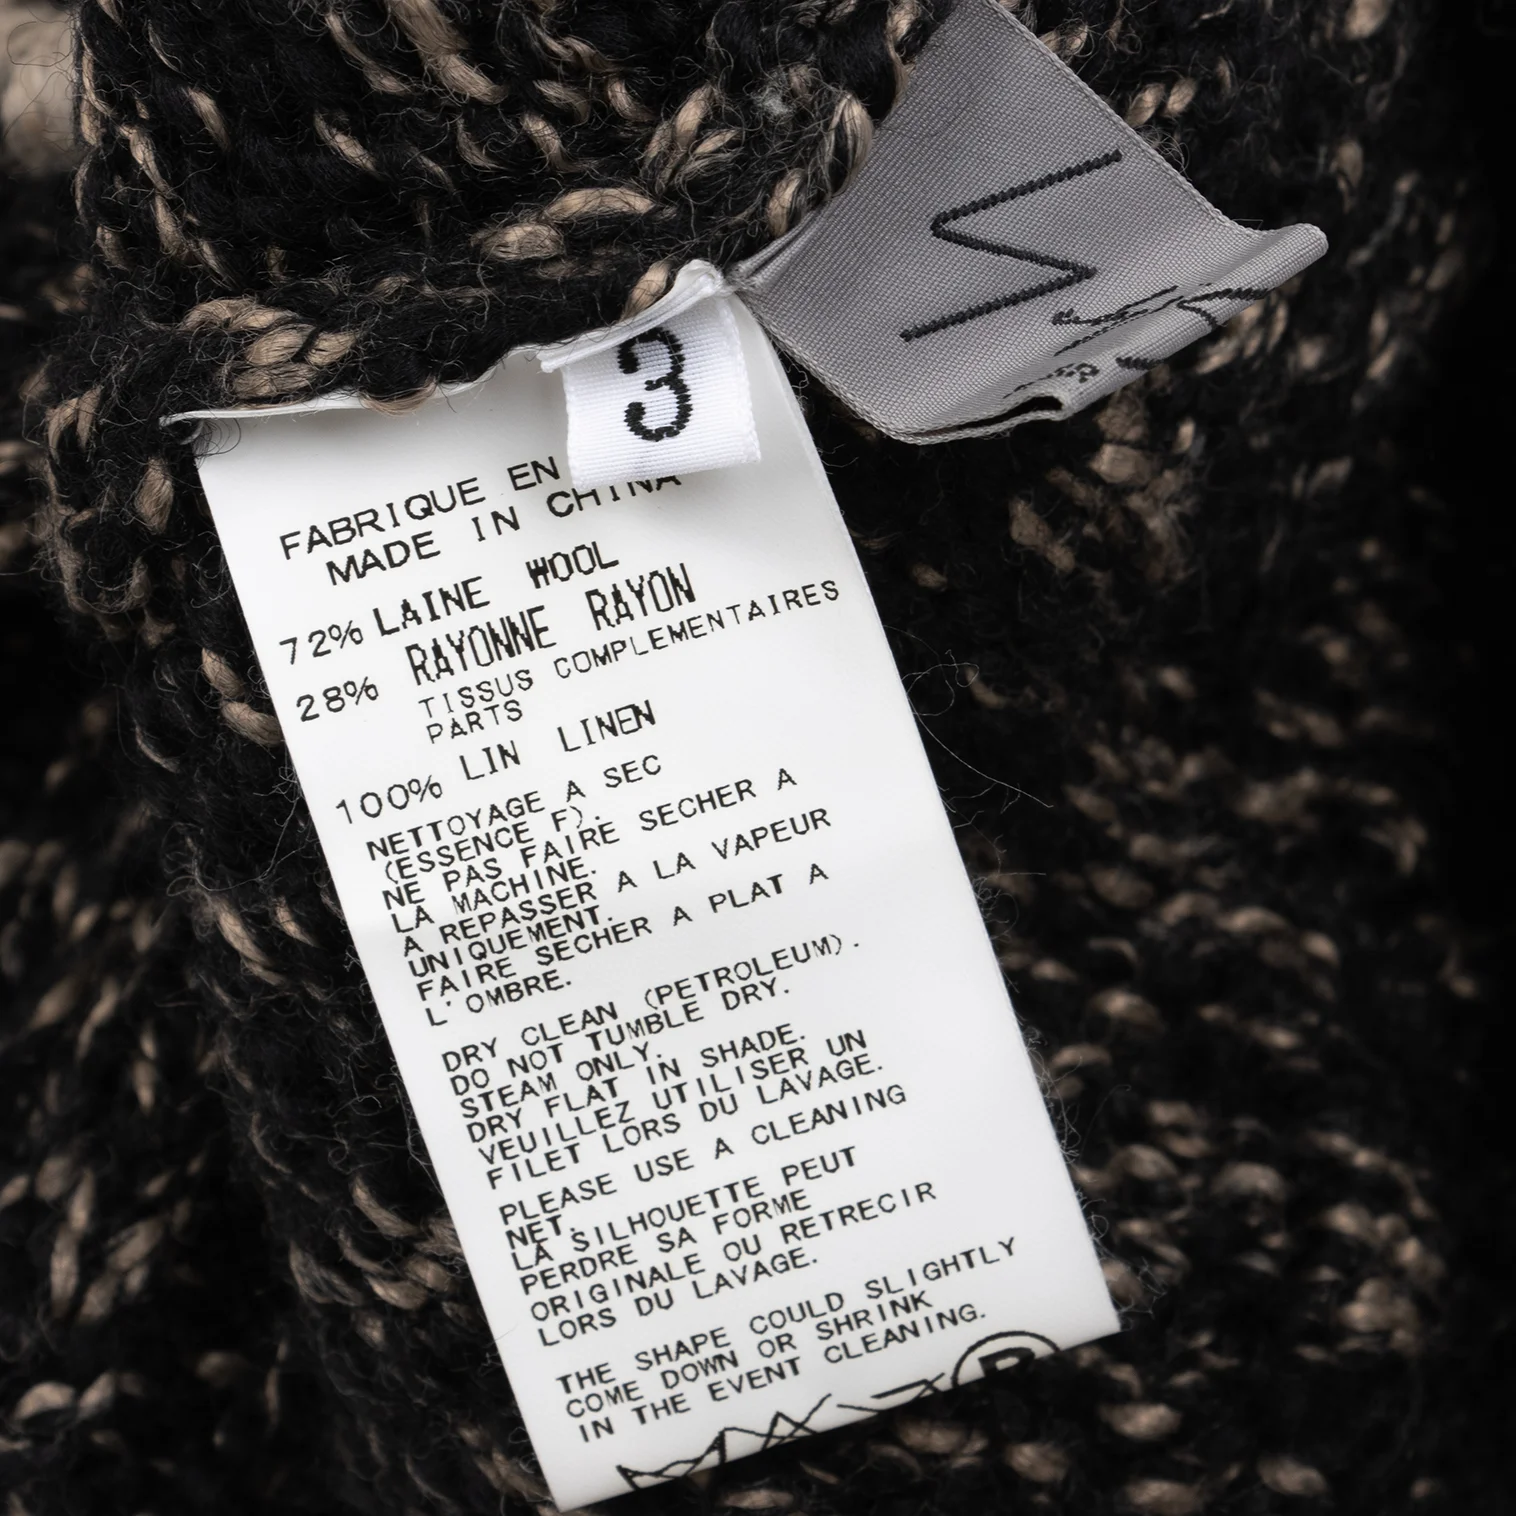 3
FABRIQUE EN
MADE IN CHINA
72% LAINE WOOL
28% RAYONNE RAYON
TISSUS COMPLEMENTAIRES
PARTS
100% LIN LINEN
NETTOYAGE A SEC
(ESSENCE F).
NE PAS FAIRE SECHER A
LA MACHINE.
A REPASSER A LA VAPEUR
UNIQUEMENT.
FAIRE SECHER A PLAT A
L'OMBRE.
DRY CLEAN (PETROLEUM).
DO NOT TUMBLE DRY.
STEAM ONLY.
DRY FLAT IN SHADE.
VEUILLEZ UTILISER UN
FILET LORS DU LAVAGE.
PLEASE USE A CLEANING
NET.
LA SILHOUETTE PEUT
PERDRE SA FORME
ORIGINALE OU RETRECIR
LORS DU LAVAGE.
THE SHAPE COULD SLIGHTLY
COME DOWN OR SHRINK
IN THE EVENT CLEANING.